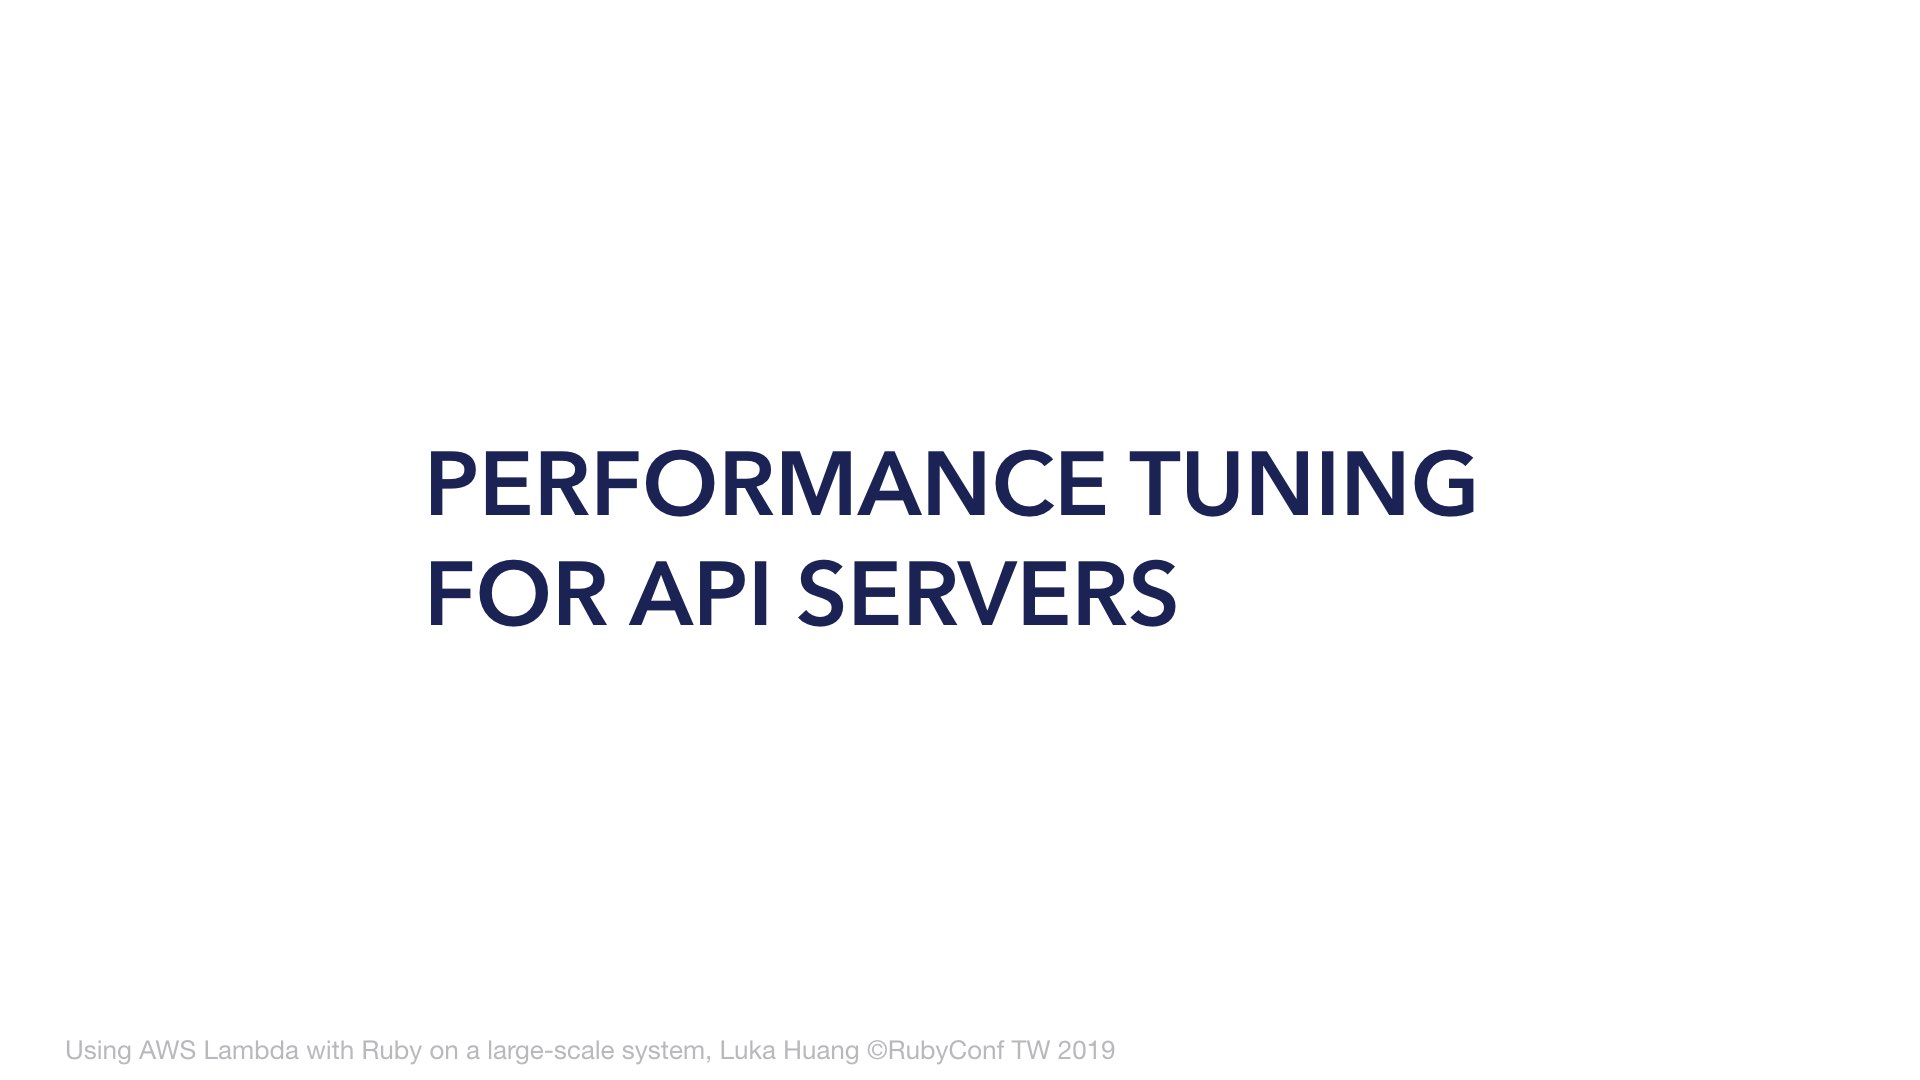 PERFORMANCE TUNING
FOR API SERVERS
Using AWS Lambda with Ruby on a large-scale system, Luka Huang ©RubyConf TW 2019